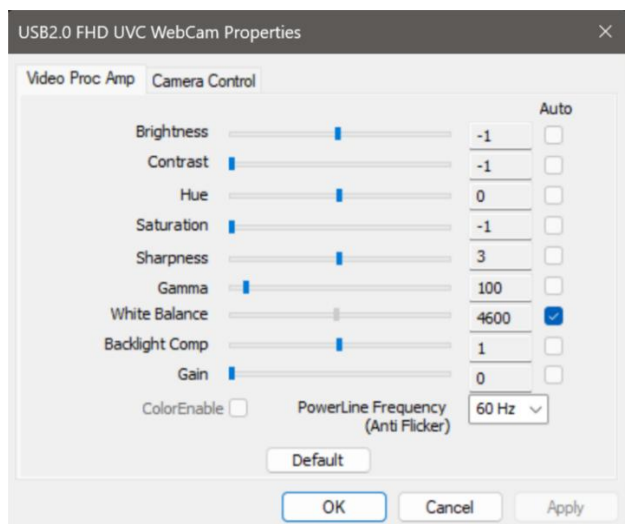 USB2.0 FHD UVC WebCam Properties
Video Proc Amp Camera Control
Auto
Brightness -1
Contrast -1
Hue 0
Saturation -1
Sharpness 3
Gamma 100
White Balance 4600
Backlight Comp 1
Gain 0
ColorEnable PowerLine Frequency 60 Hz
(Anti Flicker)
Default
OK Cancel Apply